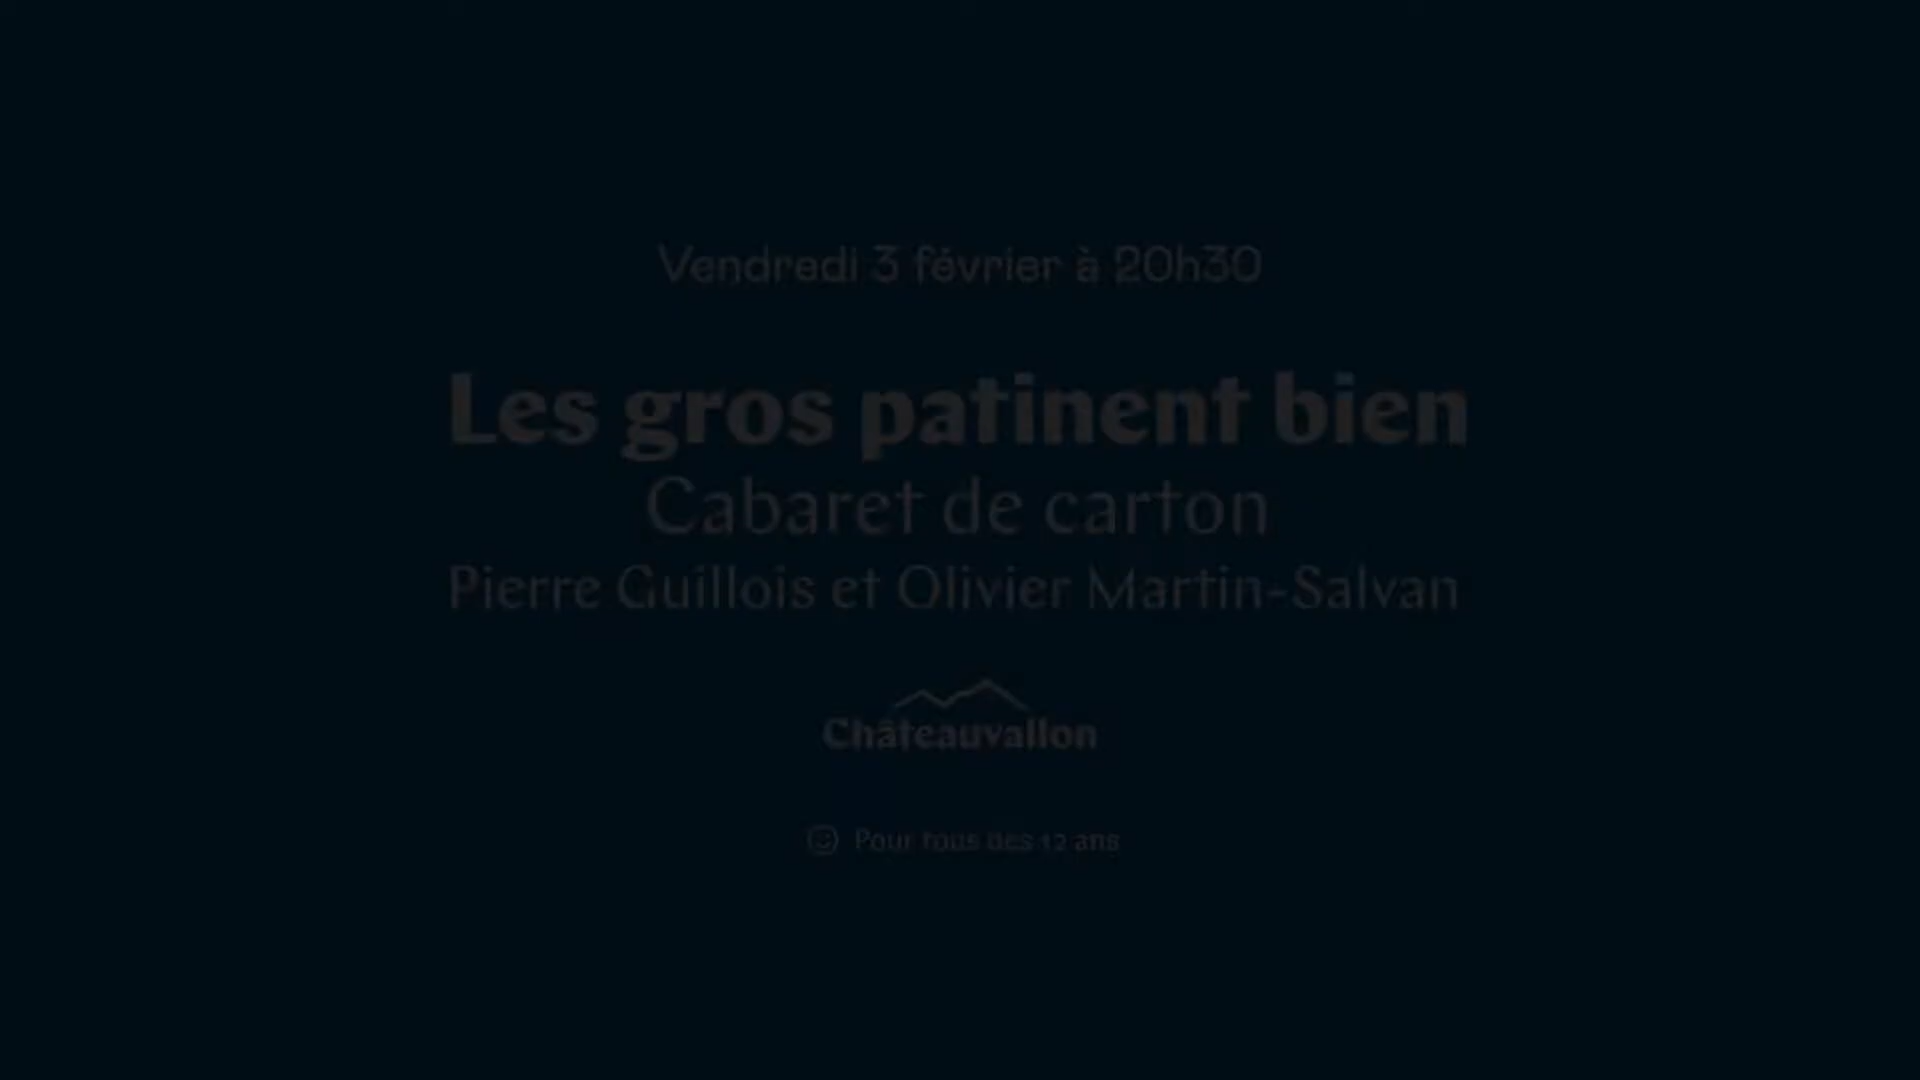 Vendredi 3 février à 20h30
Les gros patinent bien
Cabaret de carton
Pierre Guillois et Olivier Martin-Salvan
Châteauvallon
Pour tous dès 12 ans